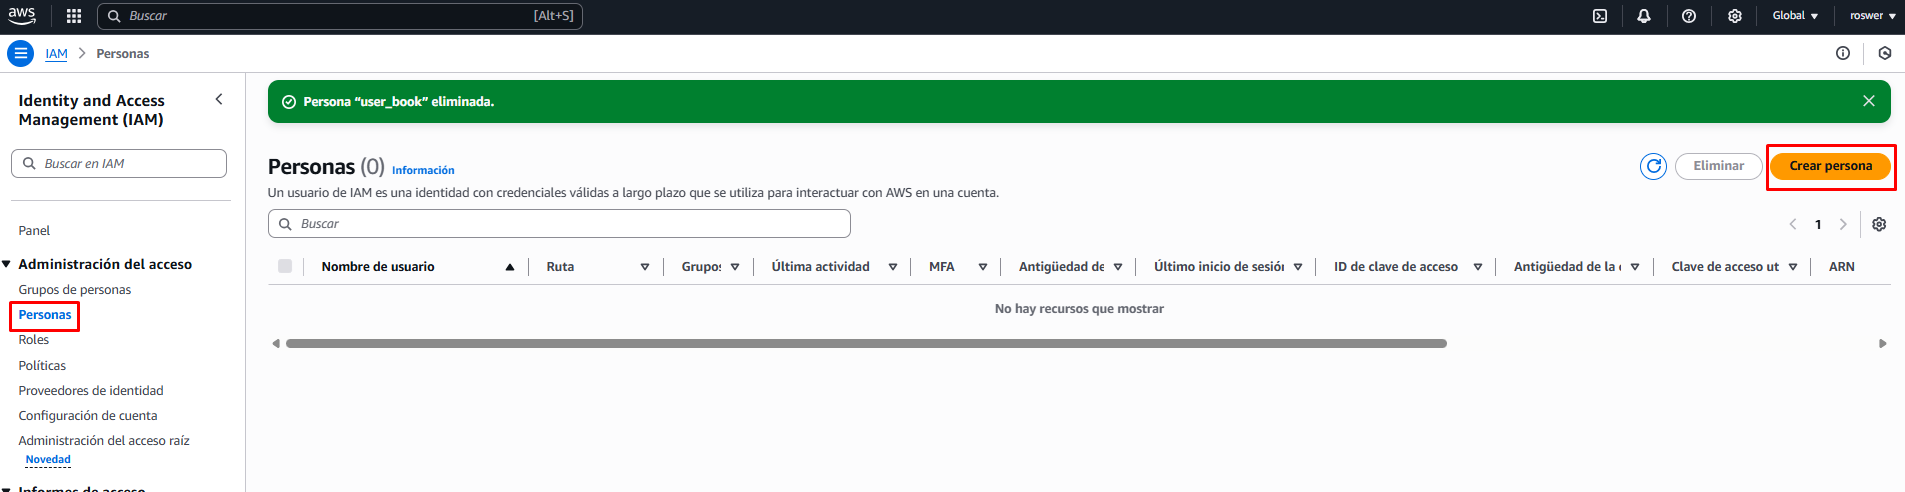 aws
Buscar [Alt+S] Global roswer
IAM > Personas
Identity and Access
Management (IAM)
Buscar en IAM
Panel
Administración del acceso
Grupos de personas
Personas
Roles
Políticas
Proveedores de identidad
Configuración de cuenta
Administración del acceso raíz
Novedad
Informes de acceso
Persona “user_book” eliminada.
Personas (0) Información
Eliminar Crear persona
Un usuario de IAM es una identidad con credenciales válidas a largo plazo que se utiliza para interactuar con AWS en una cuenta.
Buscar
1
Nombre de usuario Ruta Grupos Última actividad MFA Antigüedad de Último inicio de sesión ID de clave de acceso Antigüedad de la Clave de acceso ut ARN
No hay recursos que mostrar